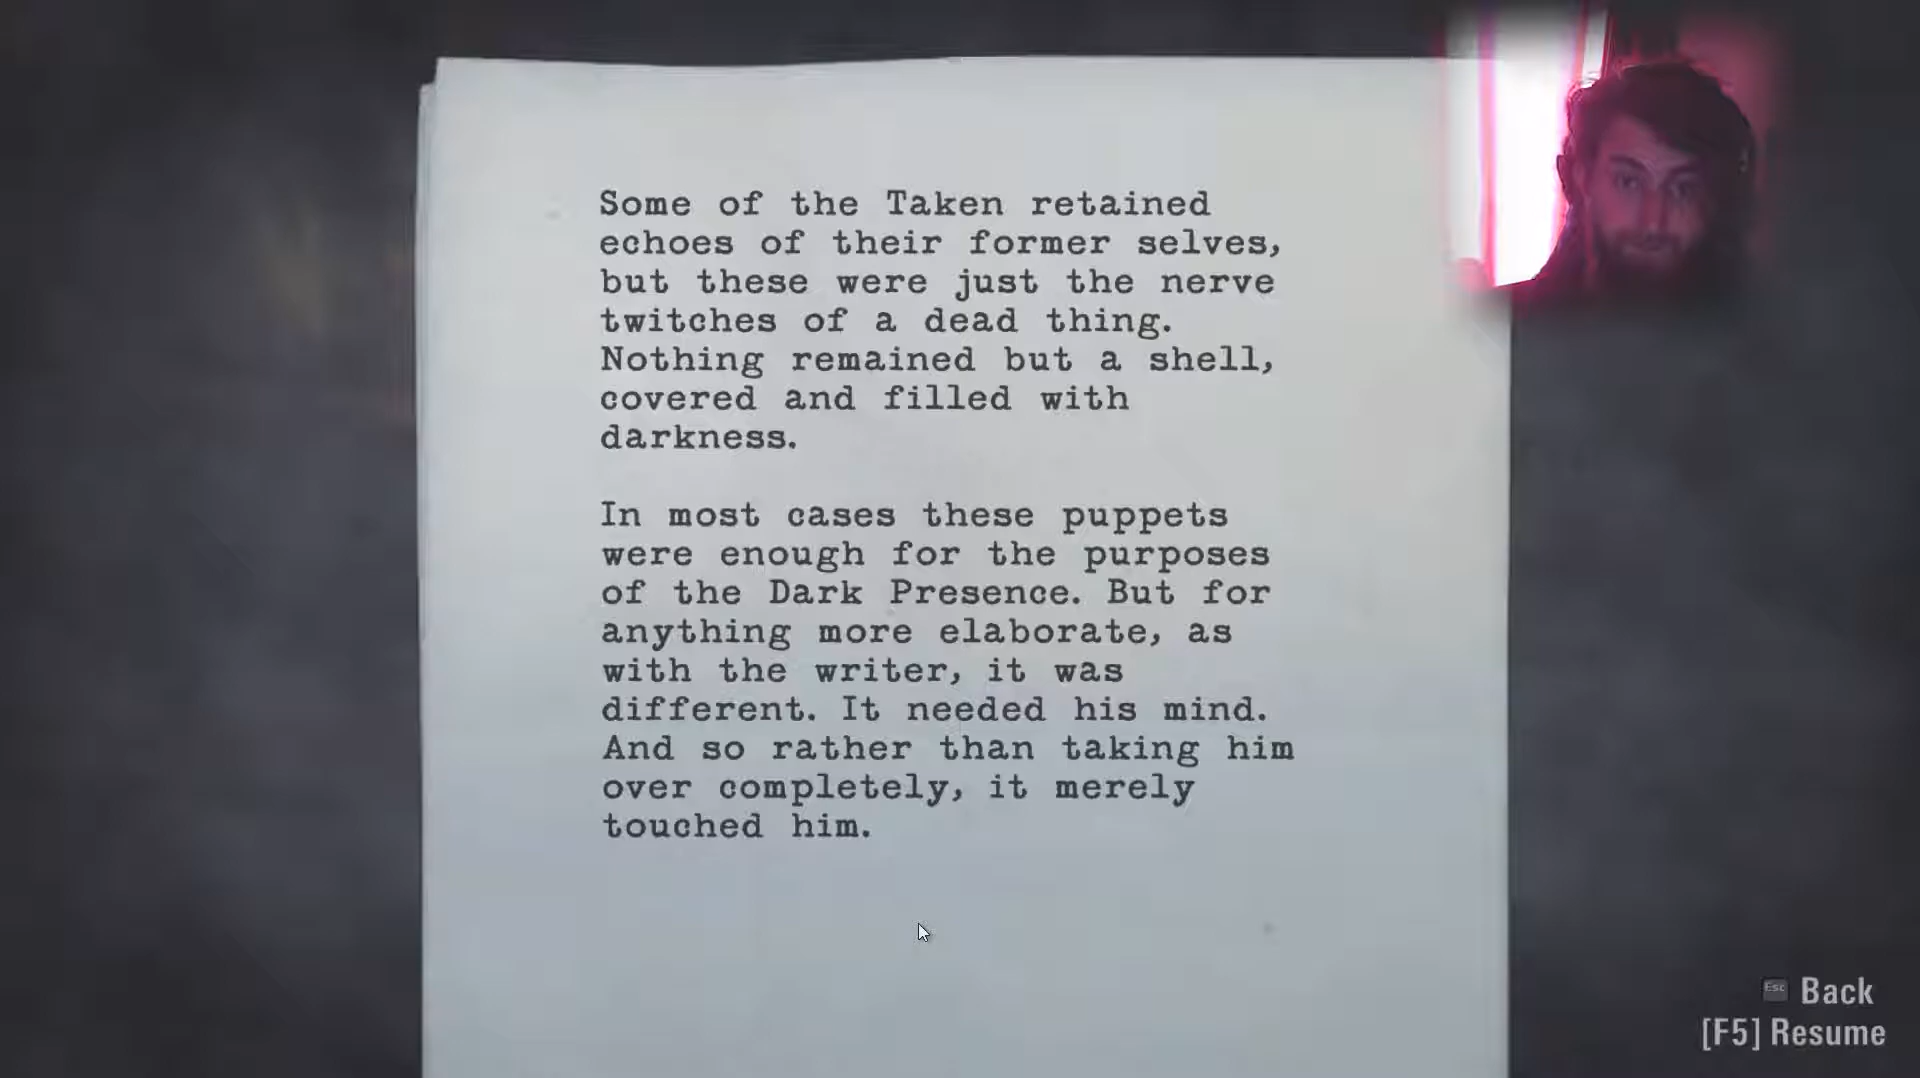 Some of the Taken retained
echoes of their former selves,
but these were just the nerve
twitches of a dead thing.
Nothing remained but a shell,
covered and filled with
darkness.
In most cases these puppets
were enough for the purposes
of the Dark Presence. But for
anything more elaborate, as
with the writer, it was
different. It needed his mind.
And so rather than taking him
over completely, it merely
touched him.
Esc Back
[F5] Resume